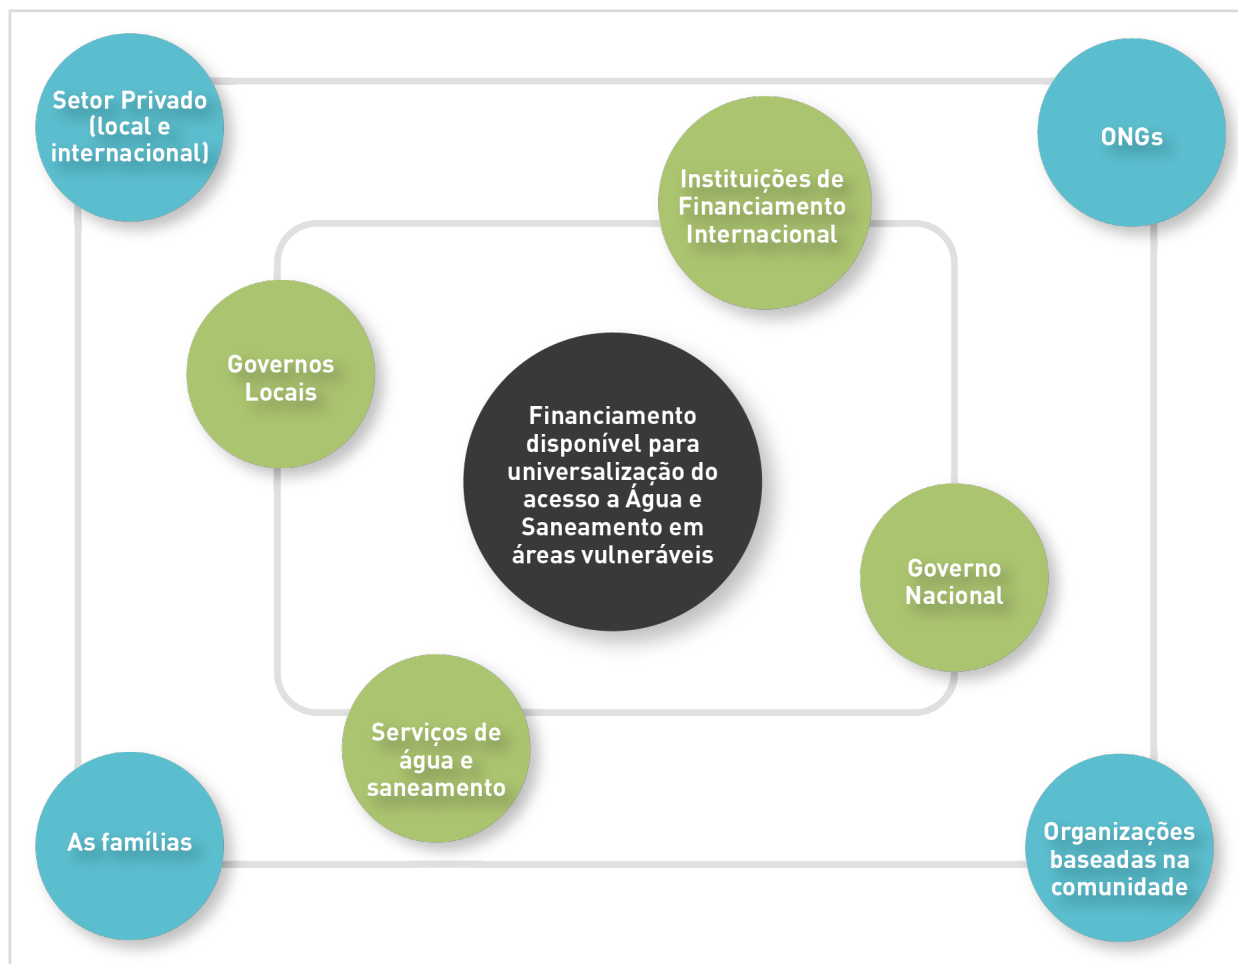 Setor Privado
(local e
internacional)
ONGs
Instituições de
Financiamento
Internacional
Governos
Locais
Financiamento
disponível para
universalização do
acesso a Água e
Saneamento em
áreas vulneráveis
Governo
Nacional
Serviços de
água e
saneamento
As famílias
Organizações
baseadas na
comunidade